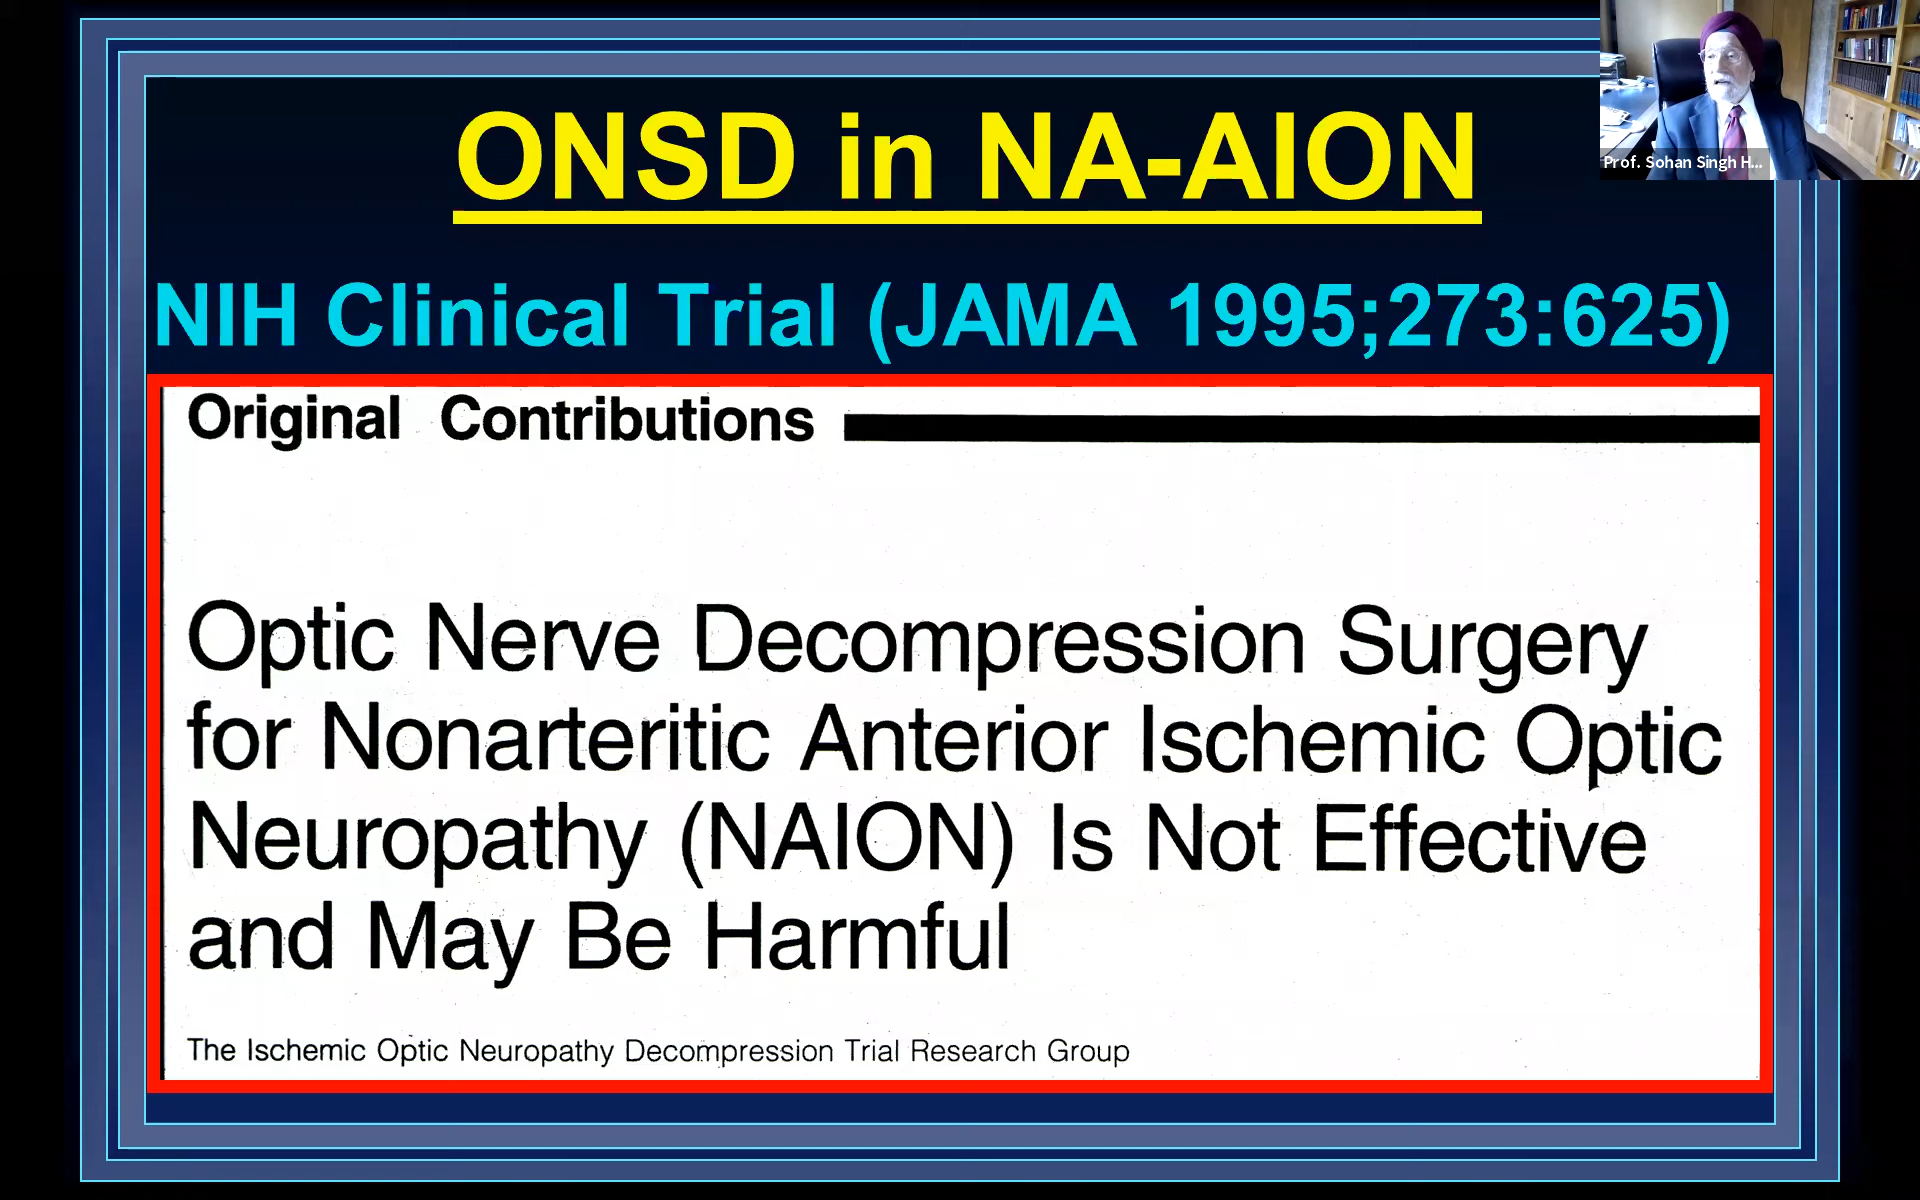 ONSD in NA-AION
Prof. Sohan Singh H...
NIH Clinical Trial (JAMA 1995;273:625)
Original Contributions
Optic Nerve Decompression Surgery
for Nonarteritic Anterior Ischemic Optic
Neuropathy (NAION) Is Not Effective
and May Be Harmful
The Ischemic Optic Neuropathy Decompression Trial Research Group